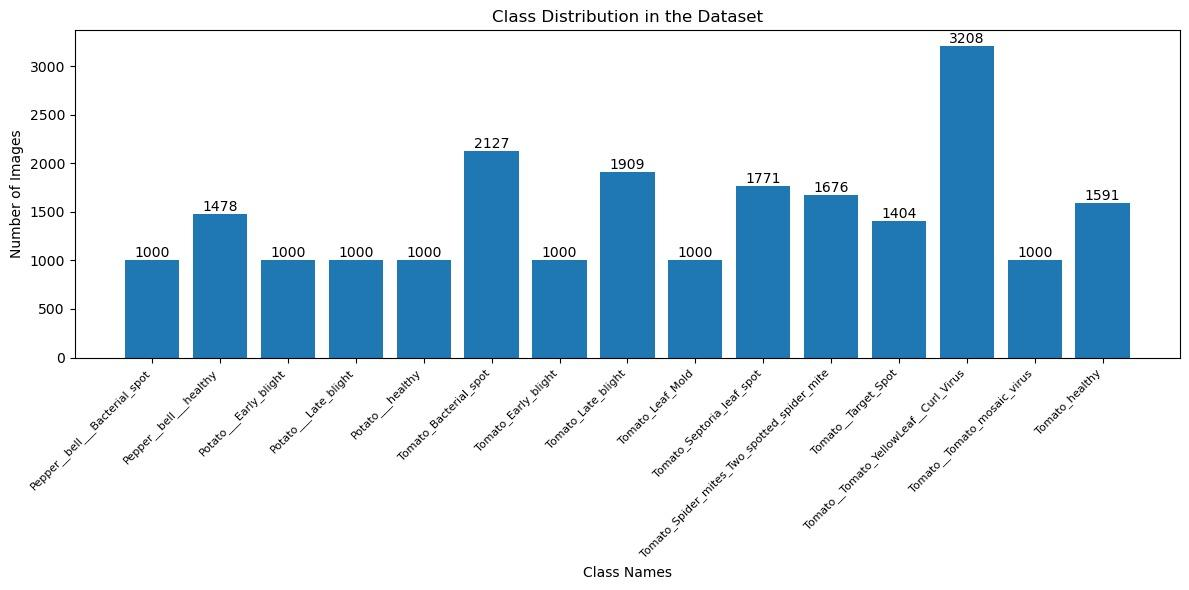 Class Distribution in the Dataset
Number of Images
3000
2500
2000
1500
1000
500
0
1000
1478
1000
1000
1000
2127
1000
1909
1000
1771
1676
1404
3208
1000
1591
Pepper__bell___Bacterial_spot
Pepper__bell___healthy
Potato___Early_blight
Potato___Late_blight
Potato___healthy
Tomato_Bacterial_spot
Tomato_Early_blight
Tomato_Late_blight
Tomato_Leaf_Mold
Tomato_Septoria_leaf_spot
Tomato_Spider_mites_Two_spotted_spider_mite
Tomato__Target_Spot
Tomato__Tomato_YellowLeaf__Curl_Virus
Tomato__Tomato_mosaic_virus
Tomato_healthy
Class Names